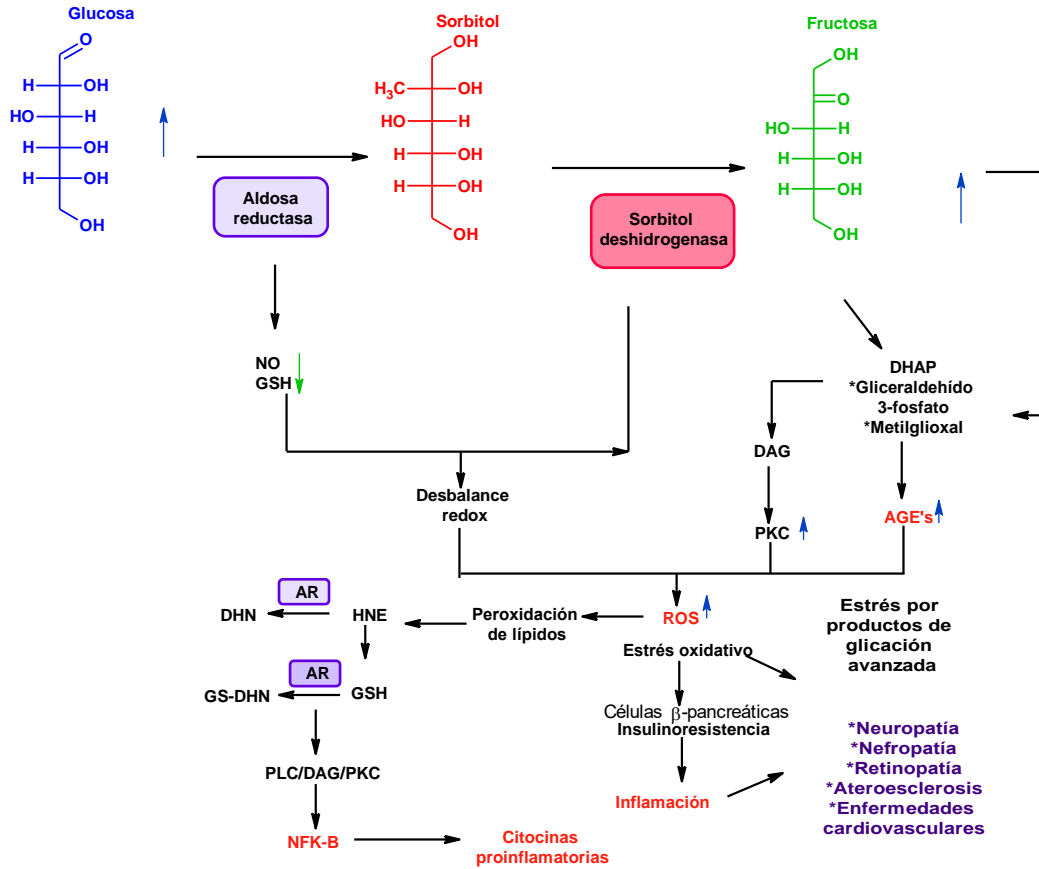 Glucosa
O
H
OH
HO
H
H
OH
H
OH
OH
Sorbitol
OH
H3C
OH
HO
H
H
OH
H
OH
OH
Fructosa
OH
O
HO
H
H
OH
H
OH
OH
Aldosa
reductasa
Sorbitol
deshidrogenasa
NO
GSH
DHAP
*Gliceraldehído
3-fosfato
*Metilglioxal
DAG
Desbalance
redox
PKC
AGE's
AR
DHN
HNE
Peroxidación
de lípidos
ROS
Estrés por
productos de
glicación
avanzada
Estrés oxidativo
AR
GS-DHN
GSH
Células β-pancreáticas
Insulinoresistencia
*Neuropatía
*Nefropatía
*Retinopatía
*Ateroesclerosis
*Enfermedades
cardiovasculares
PLC/DAG/PKC
Inflamación
NFK-B
Citocinas
proinflamatorias